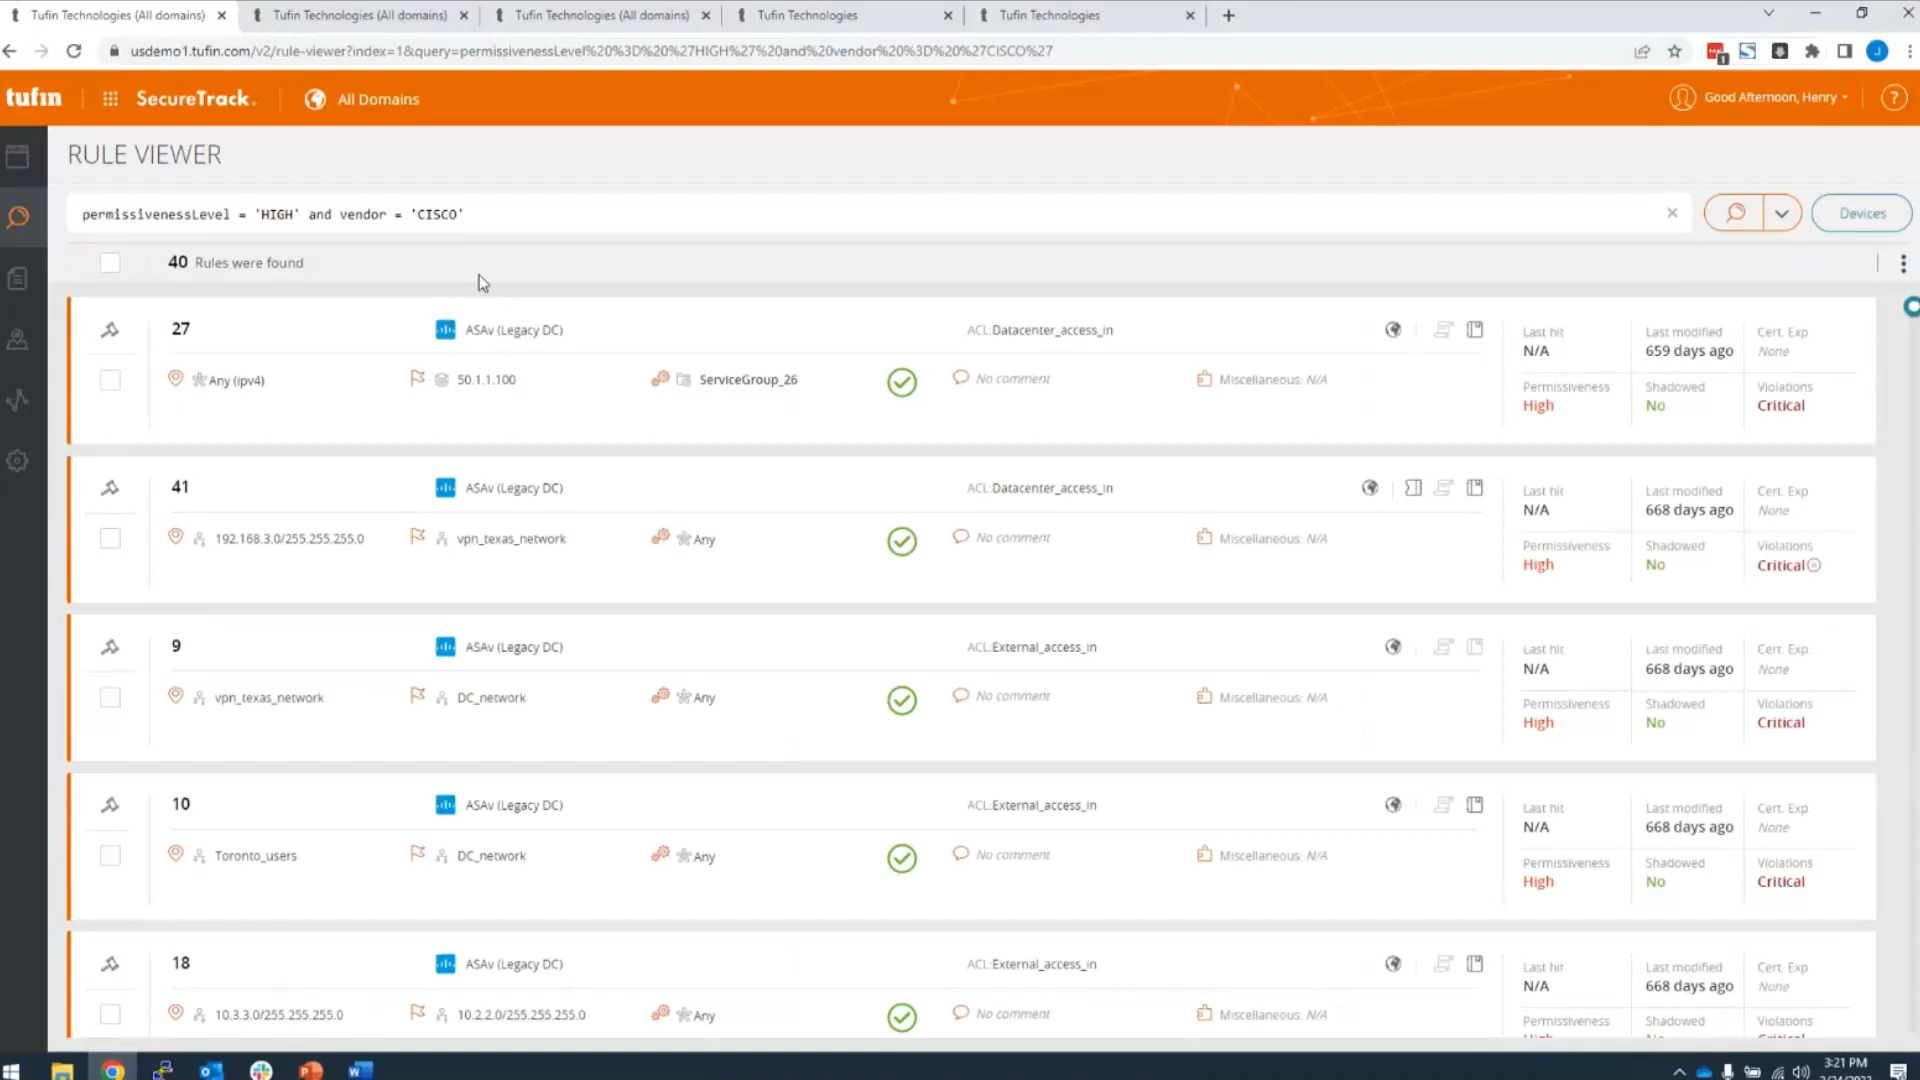 Tufin Technologies (All domains)
Tufin Technologies (All domains)
Tufin Technologies (All domains)
Tufin Technologies
Tufin Technologies
usdemo1.tufin.com/v2/rule-viewer?index=1&query=permissivenessLevel%20%3D%20%27HIGH%27%20and%20vendor%20%3D%20%27CISCO%27
tufin SecureTrack. All Domains Good Afternoon, Henry
RULE VIEWER
permissivenessLevel = 'HIGH' and vendor = 'CISCO'
Devices
40 Rules were found
27 ASAv (Legacy DC) ACL:Datacenter_access_in
Any (ipv4) 50.1.1.100 ServiceGroup_26 No comment Miscellaneous: N/A
Last hit Last modified Cert. Exp.
N/A 659 days ago None
Permissiveness Shadowed Violations
High No Critical
41 ASAv (Legacy DC) ACL:Datacenter_access_in
192.168.3.0/255.255.255.0 vpn_texas_network Any No comment Miscellaneous: N/A
Last hit Last modified Cert. Exp.
N/A 668 days ago None
Permissiveness Shadowed Violations
High No Critical
9 ASAv (Legacy DC) ACL:External_access_in
vpn_texas_network DC_network Any No comment Miscellaneous: N/A
Last hit Last modified Cert. Exp.
N/A 668 days ago None
Permissiveness Shadowed Violations
High No Critical
10 ASAv (Legacy DC) ACL:External_access_in
Toronto_users DC_network Any No comment Miscellaneous: N/A
Last hit Last modified Cert. Exp.
N/A 668 days ago None
Permissiveness Shadowed Violations
High No Critical
18 ASAv (Legacy DC) ACL:External_access_in
10.3.3.0/255.255.255.0 10.2.2.0/255.255.255.0 Any No comment Miscellaneous: N/A
Last hit Last modified Cert. Exp.
N/A 668 days ago None
Permissiveness Shadowed Violations
3:21 PM